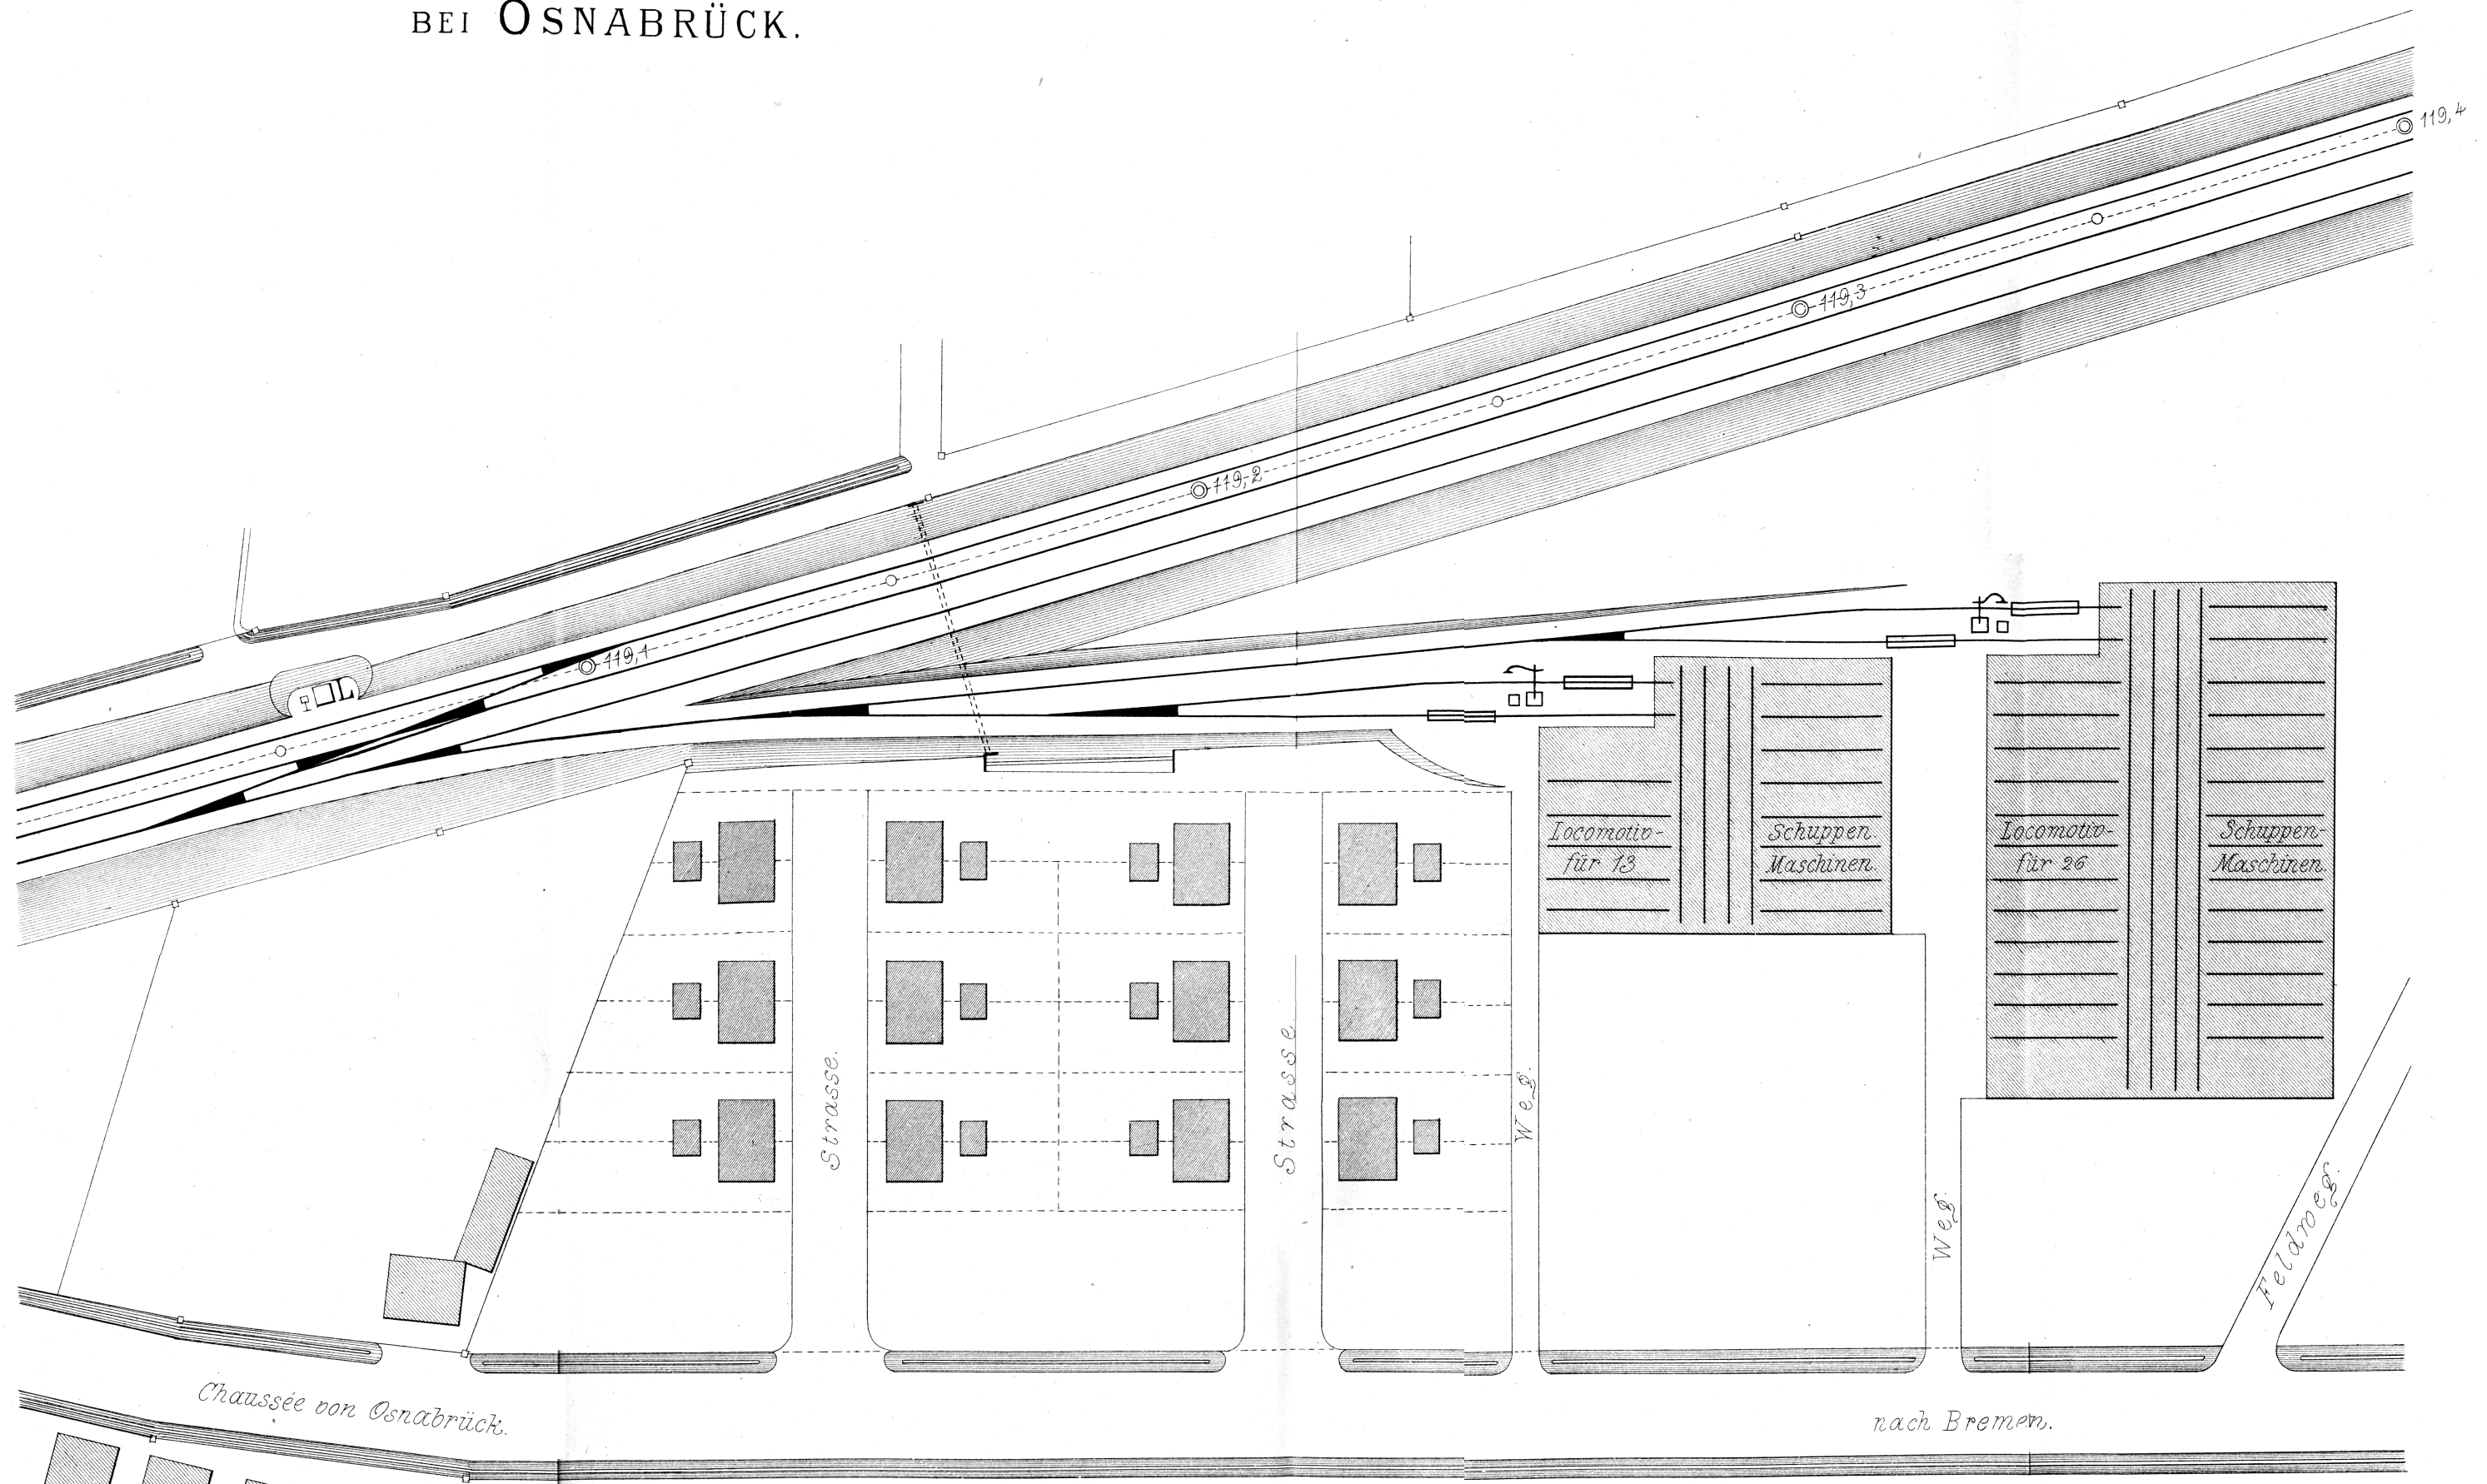 BEI OSNABRÜCK.
119,4
119,3
119,2
119,1
Locomotiv-
für 13
Schuppen
Maschinen.
Locomotiv-
für 26
Schuppen-
Maschinen.
Strasse.
Strasse.
Weg.
Weg.
Feldweg.
Chaussée von Osnabrück.
nach Bremen.